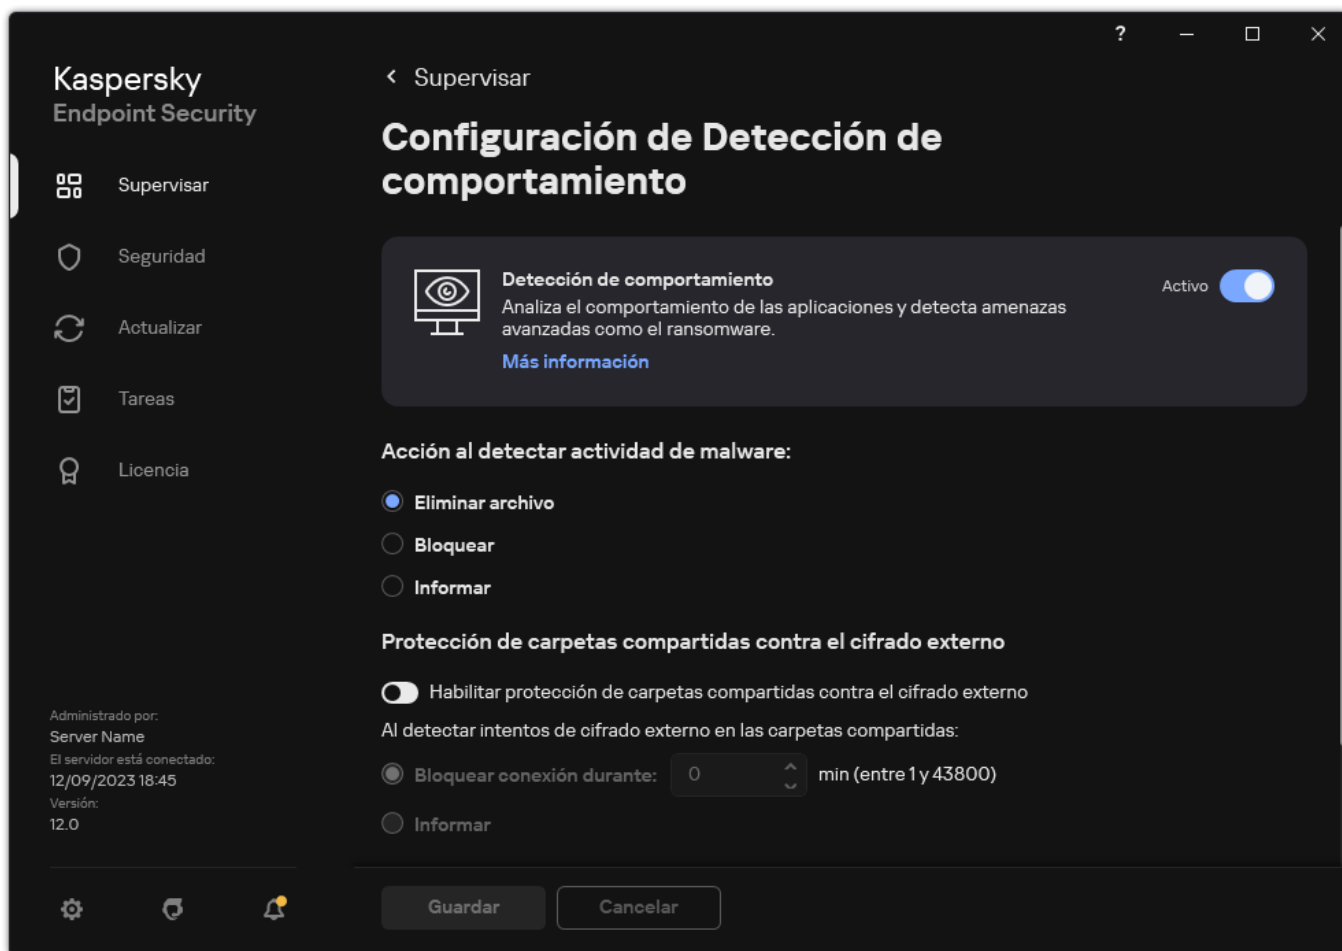 ?
Kaspersky
Endpoint Security
Supervisar
Seguridad
Actualizar
Tareas
Licencia
Administrado por:
Server Name
El servidor está conectado:
12/09/2023 18:45
Versión:
12.0
Supervisar
Configuración de Detección de
comportamiento
Detección de comportamiento
Analiza el comportamiento de las aplicaciones y detecta amenazas
avanzadas como el ransomware.
Más información
Activo
Acción al detectar actividad de malware:
Eliminar archivo
Bloquear
Informar
Protección de carpetas compartidas contra el cifrado externo
Habilitar protección de carpetas compartidas contra el cifrado externo
Al detectar intentos de cifrado externo en las carpetas compartidas:
Bloquear conexión durante: 0 min (entre 1 y 43800)
Informar
Guardar Cancelar